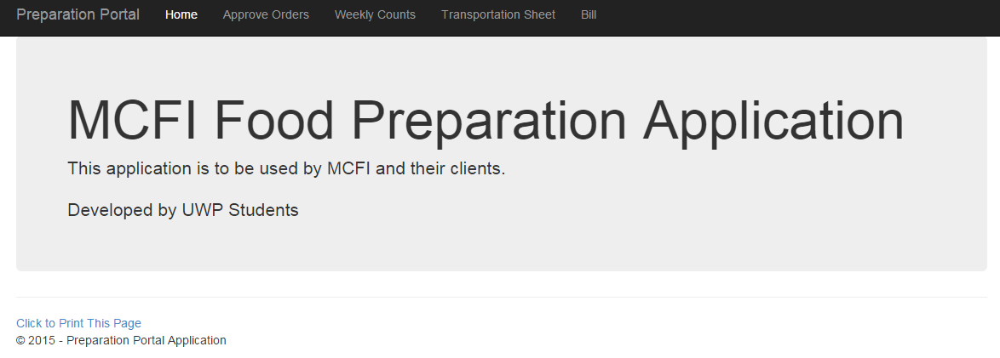 Preparation Portal Home Approve Orders Weekly Counts Transportation Sheet Bill
MCFI Food Preparation Application
This application is to be used by MCFI and their clients.
Developed by UWP Students
Click to Print This Page
© 2015 - Preparation Portal Application